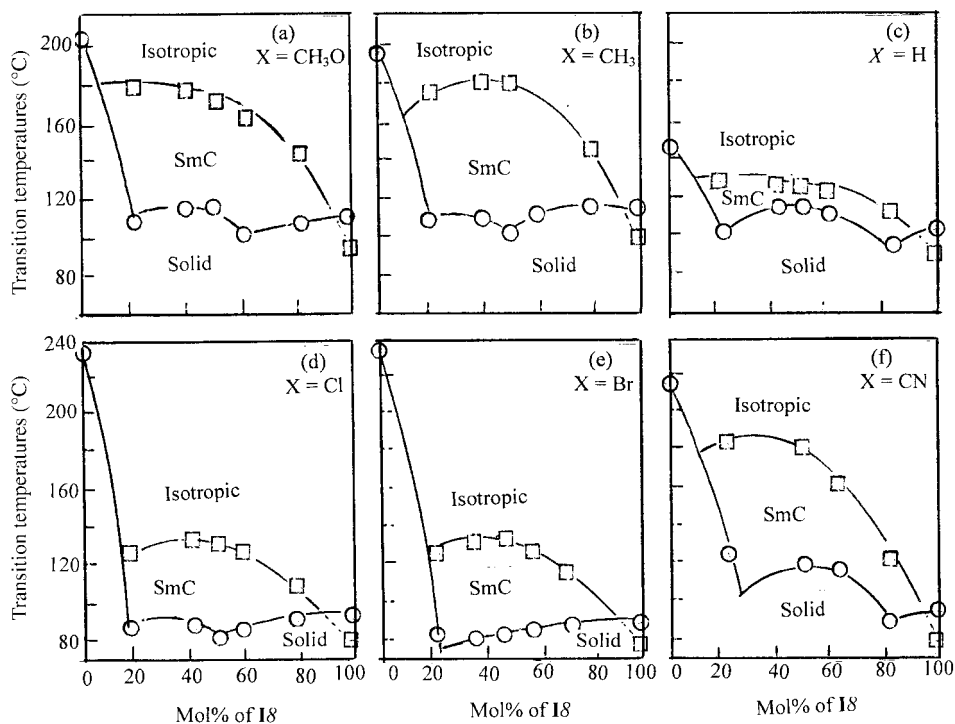 (a)
X = CH₃O
(b)
X = CH₃
(c)
X = H
Transition temperatures (°C)
200
160
120
80
Isotropic
SmC
Solid
Isotropic
SmC
Solid
Isotropic
SmC
Solid
(d)
X = Cl
(e)
X = Br
(f)
X = CN
Transition temperatures (°C)
240
220
180
140
160
120
80
Isotropic
SmC
Solid
Isotropic
SmC
Solid
Isotropic
SmC
Solid
0 20 40 60 80 100
0 20 40 60 80 100
0 20 40 60 80 100
Mol% of I8
Mol% of I8
Mol% of I8